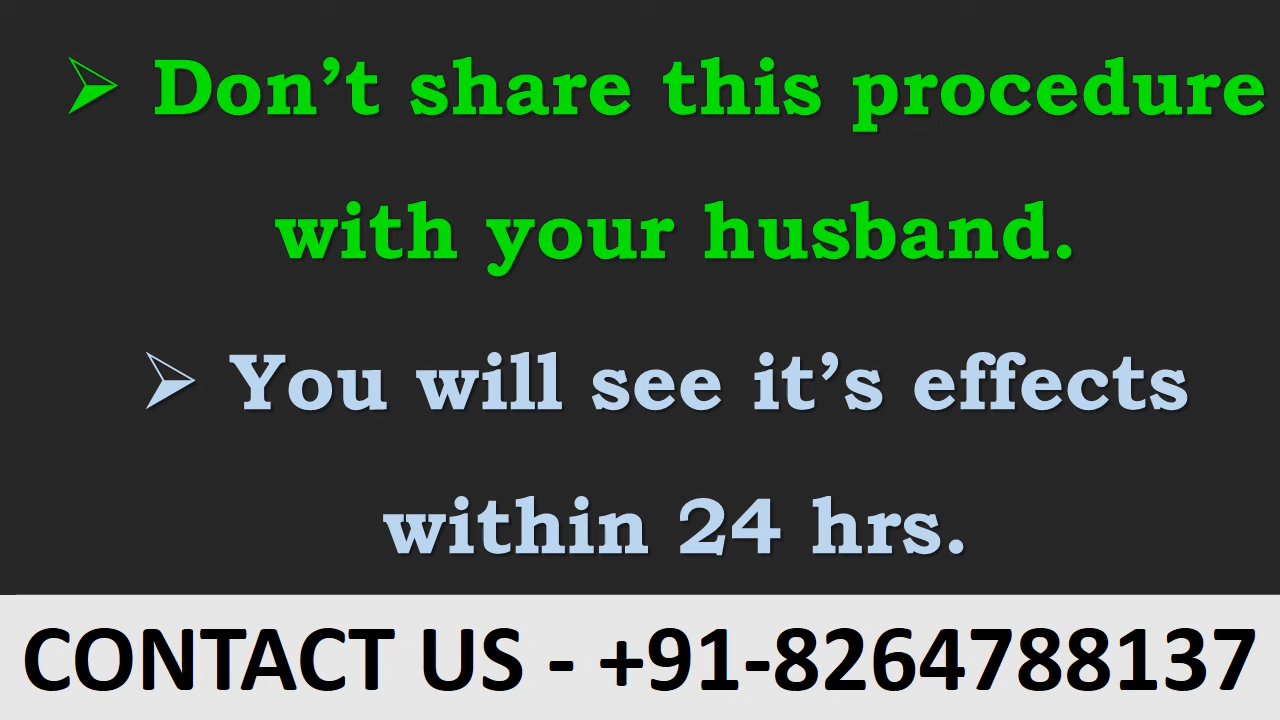 ➢ Don’t share this procedure
with your husband.
➢ You will see it’s effects
within 24 hrs.
CONTACT US - +91-8264788137